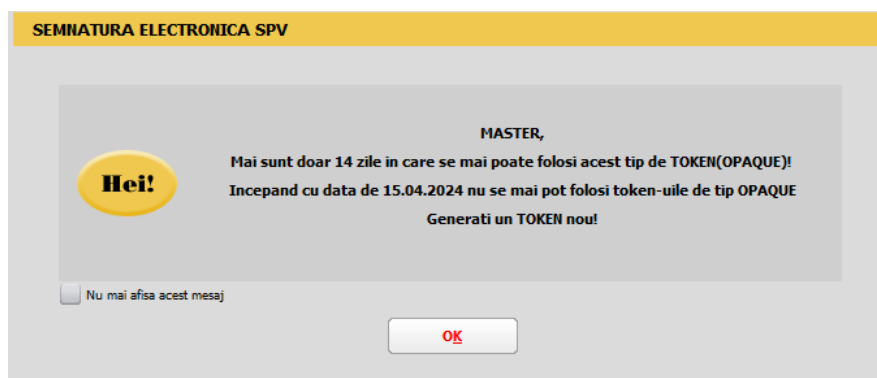 SEMNATURA ELECTRONICA SPV
MASTER,
Mai sunt doar 14 zile in care se mai poate folosi acest tip de TOKEN(OPAQUE)!
Hei!
Incepand cu data de 15.04.2024 nu se mai pot folosi token-uile de tip OPAQUE
Generati un TOKEN nou!
Nu mai afisa acest mesaj
OK